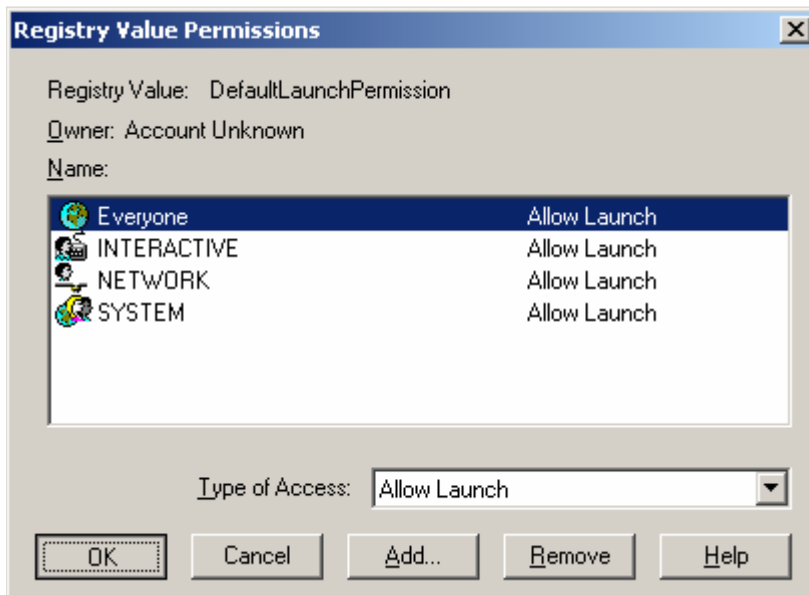 Registry Value Permissions
Registry Value: DefaultLaunchPermission
Owner: Account Unknown
Name:
Everyone Allow Launch
INTERACTIVE Allow Launch
NETWORK Allow Launch
SYSTEM Allow Launch
Type of Access: Allow Launch
OK Cancel Add... Remove Help